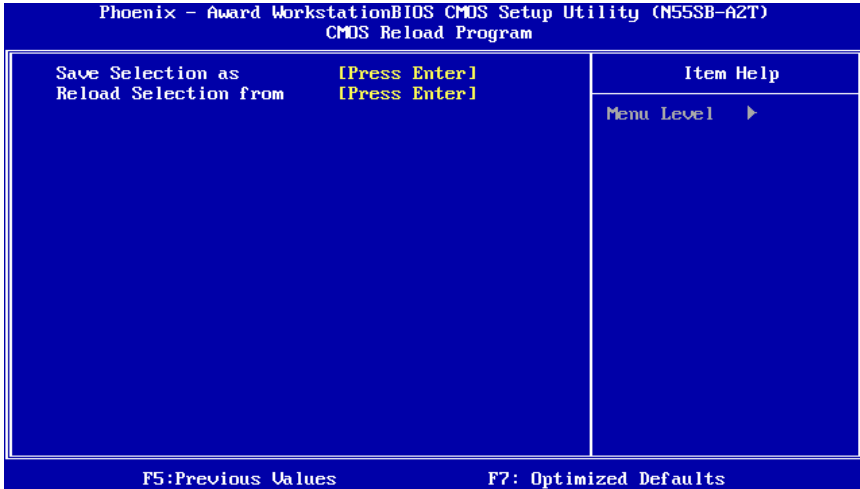 Phoenix - Award WorkstationBIOS CMOS Setup Utility (N55SB-A2T)
CMOS Reload Program
Save Selection as [Press Enter]
Reload Selection from [Press Enter]
Item Help
Menu Level
F5:Previous Values F7: Optimized Defaults